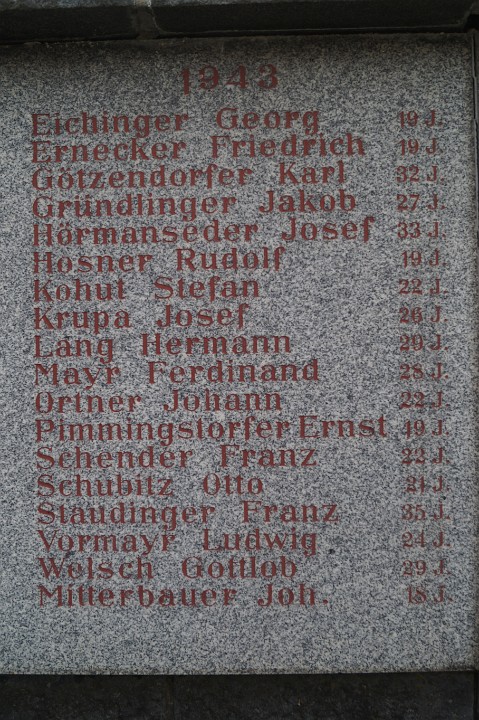 1943
Eichinger Georg 19 J.
Ernecker Friedrich 19 J.
Götzendorfer Karl 32 J.
Gründlinger Jakob 27 J.
Hörmanseder Josef 33 J.
Hosner Rudolf 19 J.
Kohut Stefan 22 J.
Krupa Josef 26 J.
Lang Hermann 29 J.
Mayr Ferdinand 28 J.
Ortner Johann 22 J.
Pimmingstorfer Ernst 19 J.
Schender Franz 22 J.
Schubitz Otto 21 J.
Staudinger Franz 35 J.
Vormayr Ludwig 24 J.
Welsch Gottlob 29 J.
Mitterbauer Joh. 18 J.